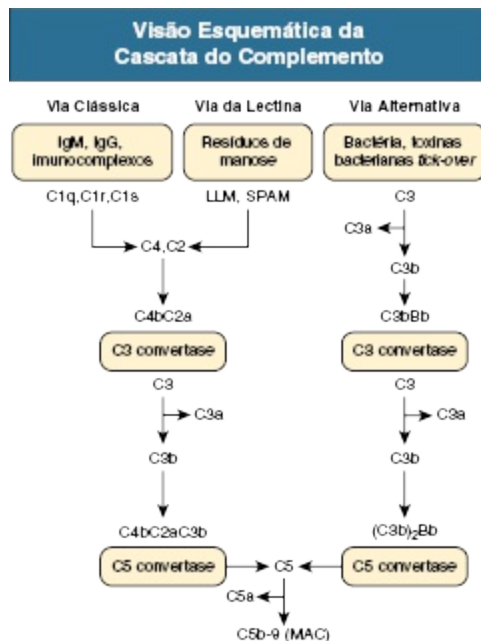 Visão Esquemática da
Cascata do Complemento
Via Clássica
Via da Lectina
Via Alternativa
IgM, IgG,
imunocomplexos
Resíduos de
manose
Bactéria, toxinas
bacterianas tick-over
C1q,C1r,C1s
LLM, SPAM
C3
C3a
C4,C2
C3b
C4bC2a
C3bBb
C3 convertase
C3 convertase
C3
C3
C3a
C3a
C3b
C3b
C4bC2aC3b
(C3b)₂Bb
C5 convertase
C5
C5 convertase
C5a
C5b-9 (MAC)